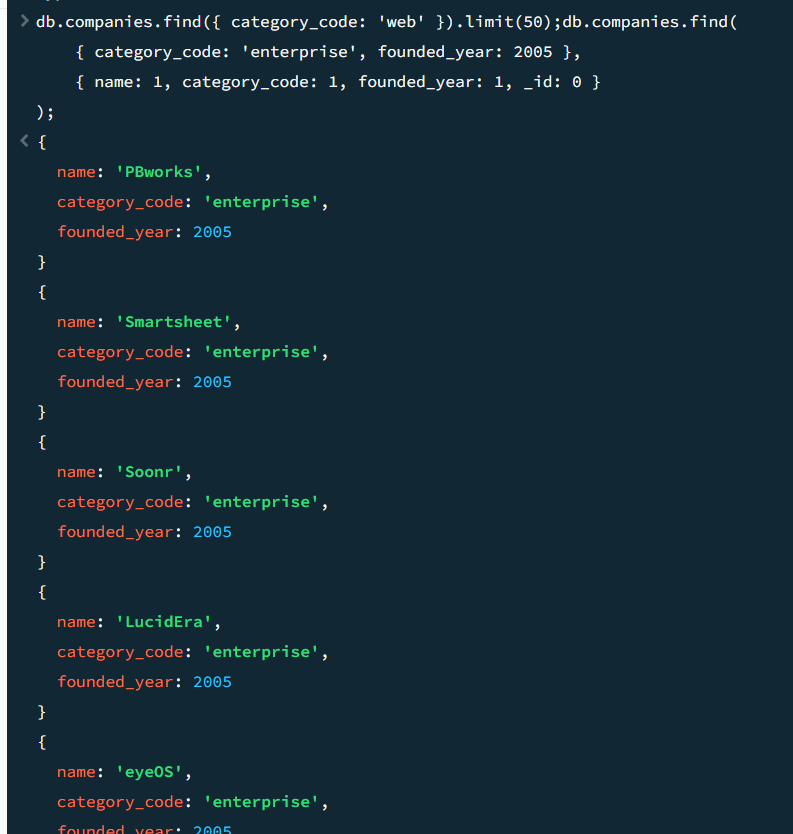 db.companies.find({ category_code: 'web' }).limit(50);db.companies.find(
{ category_code: 'enterprise', founded_year: 2005 },
{ name: 1, category_code: 1, founded_year: 1, _id: 0 }
);
{
name: 'PBworks',
category_code: 'enterprise',
founded_year: 2005
}
{
name: 'Smartsheet',
category_code: 'enterprise',
founded_year: 2005
}
{
name: 'Soonr',
category_code: 'enterprise',
founded_year: 2005
}
{
name: 'LucidEra',
category_code: 'enterprise',
founded_year: 2005
}
{
name: 'eyeOS',
category_code: 'enterprise',
founded_year: 2005